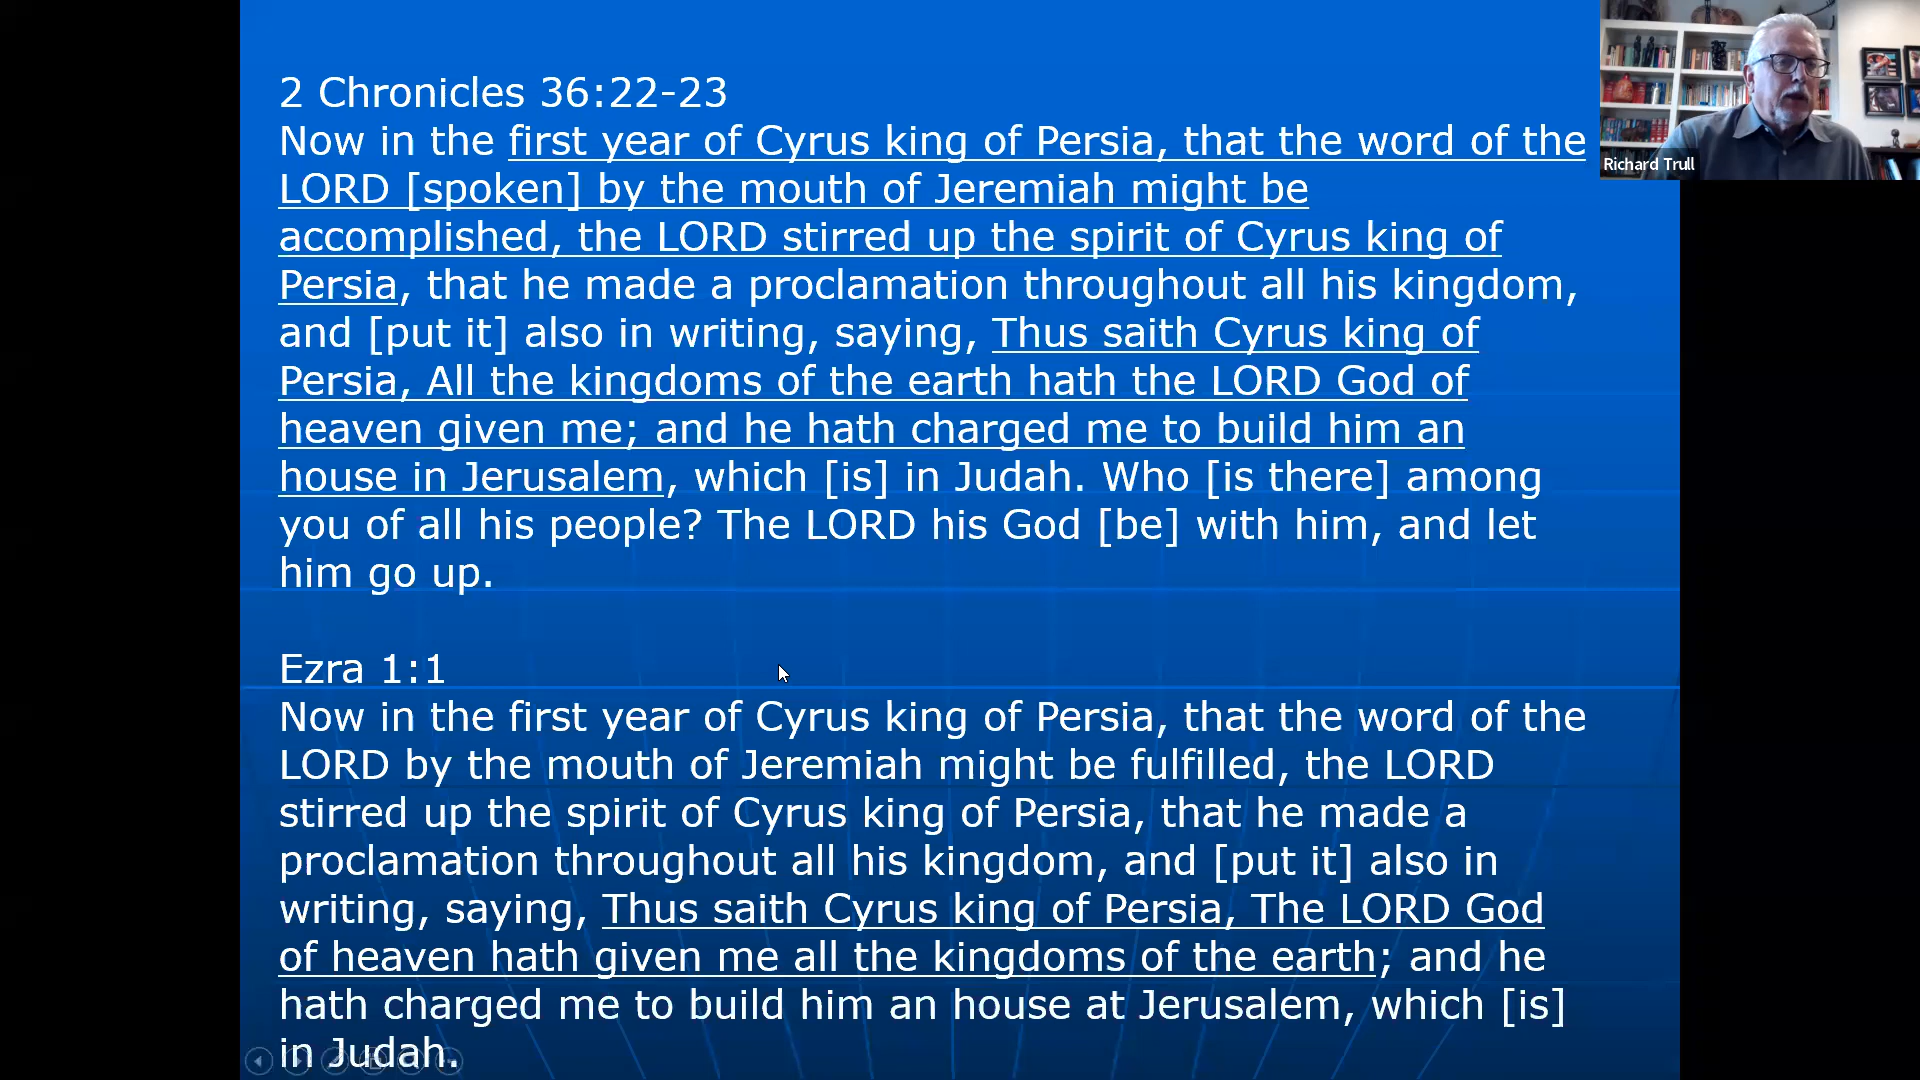 2 Chronicles 36:22-23
Now in the first year of Cyrus king of Persia, that the word of the
LORD [spoken] by the mouth of Jeremiah might be
accomplished, the LORD stirred up the spirit of Cyrus king of
Persia, that he made a proclamation throughout all his kingdom,
and [put it] also in writing, saying, Thus saith Cyrus king of
Persia, All the kingdoms of the earth hath the LORD God of
heaven given me; and he hath charged me to build him an
house in Jerusalem, which [is] in Judah. Who [is there] among
you of all his people? The LORD his God [be] with him, and let
him go up.
Ezra 1:1
Now in the first year of Cyrus king of Persia, that the word of the
LORD by the mouth of Jeremiah might be fulfilled, the LORD
stirred up the spirit of Cyrus king of Persia, that he made a
proclamation throughout all his kingdom, and [put it] also in
writing, saying, Thus saith Cyrus king of Persia, The LORD God
of heaven hath given me all the kingdoms of the earth; and he
hath charged me to build him an house at Jerusalem, which [is]
in Judah.
Richard Trull